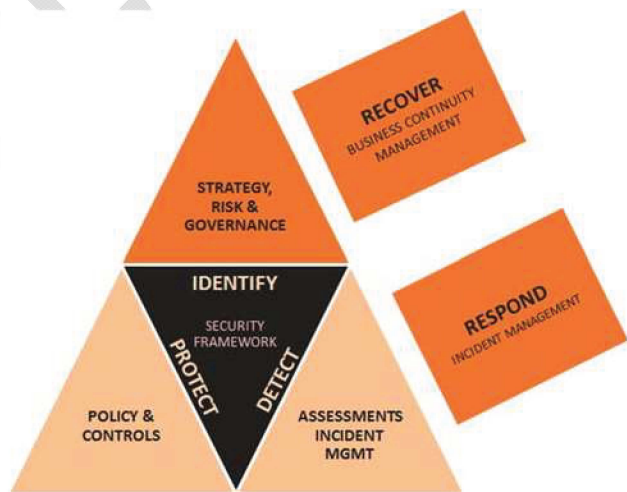 RECOVER
BUSINESS CONTINUITY
MANAGEMENT
STRATEGY,
RISK &
GOVERNANCE
RESPOND
INCIDENT MANAGEMENT
IDENTIFY
SECURITY
FRAMEWORK
PROTECT
DETECT
POLICY &
CONTROLS
ASSESSMENTS
INCIDENT
MGMT